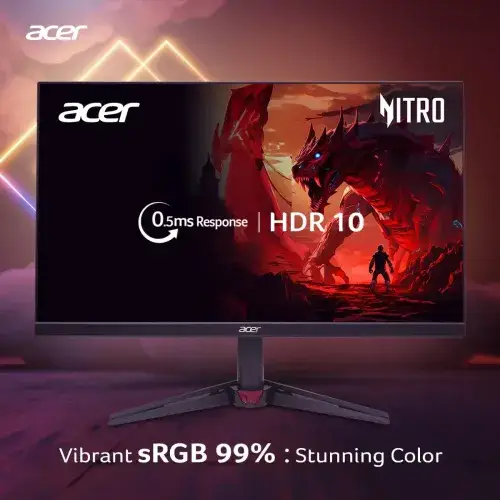 acer
acer
NITRO
0.5ms Response | HDR 10
acer
Vibrant sRGB 99% : Stunning Color